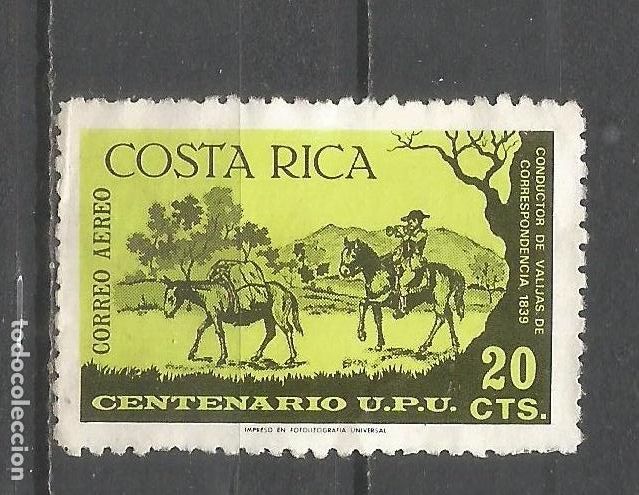 COSTA RICA
CORREO AEREO
CONDUCTOR DE VALIJAS DE
CORRESPONDENCIA, 1839
20
CENTENARIO U.P.U. CTS.
IMPRESO EN FOTOLITOGRAFIA UNIVERSAL
todocoleccion